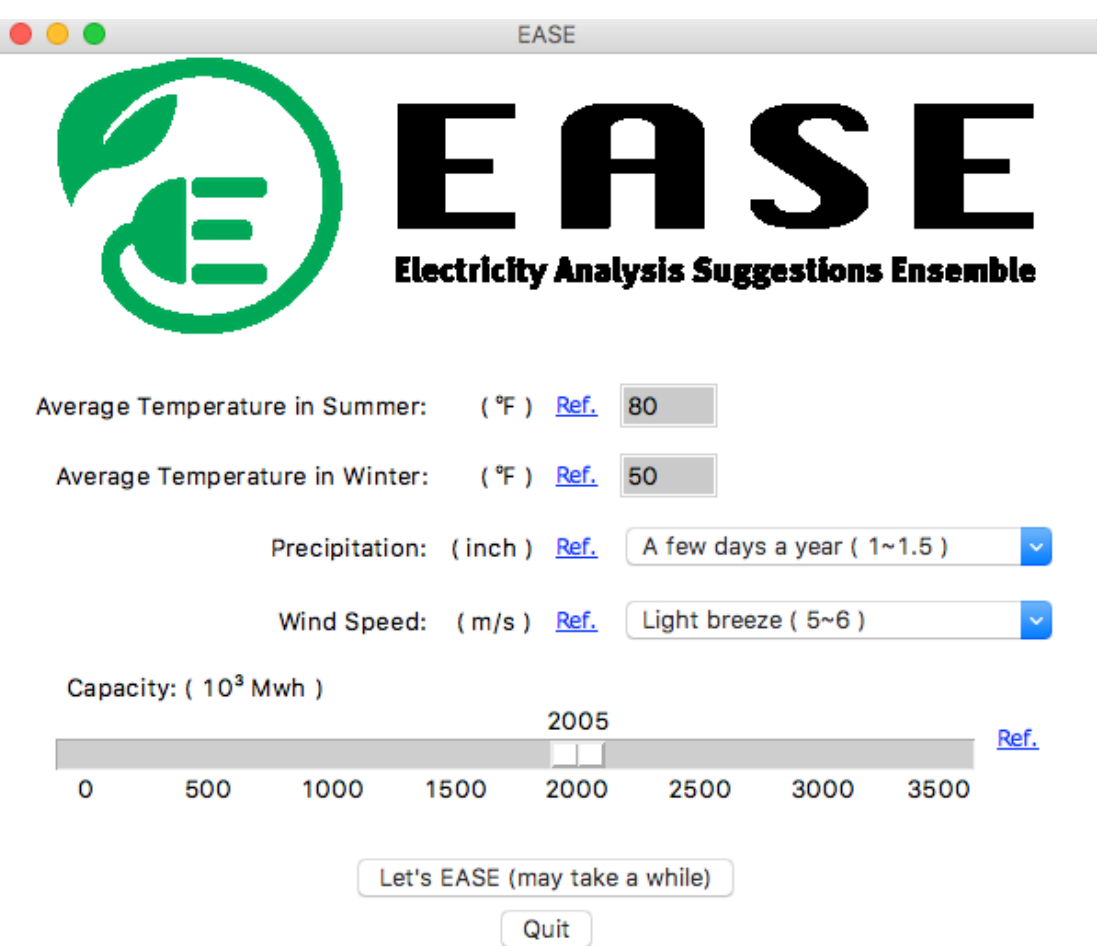 EASE
EASE
Electricity Analysis Suggestions Ensemble
Average Temperature in Summer: ( °F ) Ref. 80
Average Temperature in Winter: ( °F ) Ref. 50
Precipitation: ( inch ) Ref. A few days a year ( 1~1.5 )
Wind Speed: ( m/s ) Ref. Light breeze ( 5~6 )
Capacity: ( 10³ Mwh )
2005
Ref.
0 500 1000 1500 2000 2500 3000 3500
Let's EASE (may take a while)
Quit